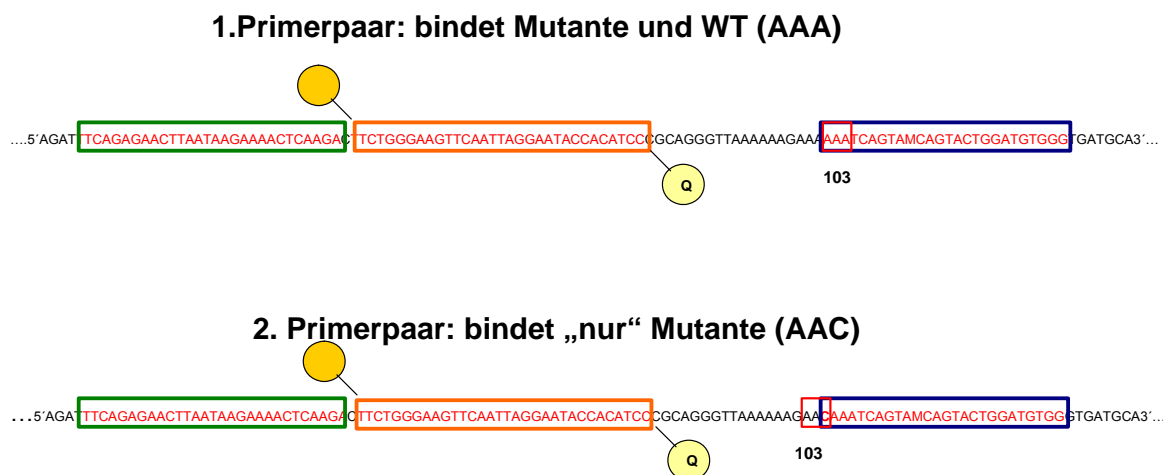 1.Primerpaar: bindet Mutante und WT (AAA)
….5´AGATTTCAGAGAACTTAATAAGAAAACTCAAGACTTCTGGGAAGTTCAATTAGGAATACCACATCCCGCAGGGTTAAAAAAGAAAAAATCAGTAMCAGTACTGGATGTGGGTGATGCA3´…
Q
103
2. Primerpaar: bindet „nur“ Mutante (AAC)
...5´AGATTTCAGAGAACTTAATAAGAAAACTCAAGACTTCTGGGAAGTTCAATTAGGAATACCACATCCCGCAGGGTTAAAAAAGAACAAATCAGTAMCAGTACTGGATGTGGGTGATGCA3´…
Q
103